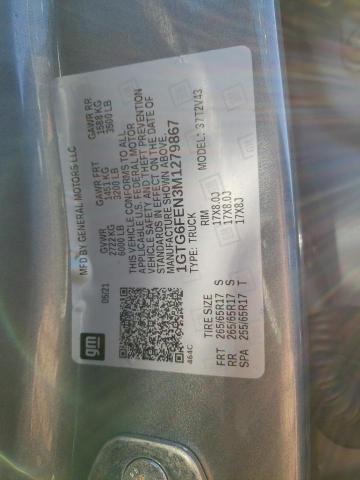 MFD BY GENERAL MOTORS LLC
05/21
GVWR
2722 KG
6000 LB
GAWR FRT
1451 KG
3200 LB
GAWR RR
1588 KG
3500 LB
THIS VEHICLE CONFORMS TO ALL
APPLICABLE U.S. FEDERAL MOTOR
VEHICLE SAFETY AND THEFT PREVENTION
STANDARDS IN EFFECT ON THE DATE OF
MANUFACTURE SHOWN ABOVE.
1GTG6FEN3M1279867
TYPE: TRUCK
MODEL: 37T2V43
gm
464C
TIRE SIZE RIM
FRT 265/65R17 S 17X8.0J
RR 265/65R17 S 17X8.0J
SPA 255/65R17 T 17X8J